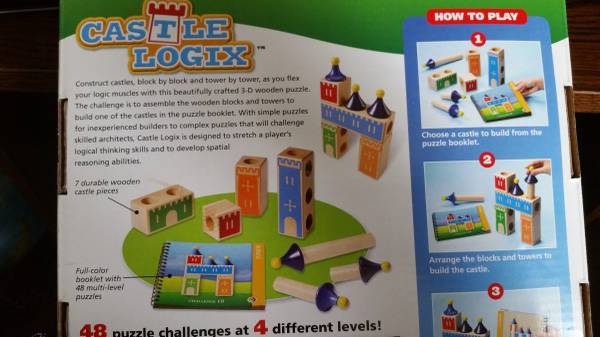 CASTLE
LOGIX™
Construct castles, block by block and tower by tower, as you flex
your logic muscles with this beautifully crafted 3-D wooden puzzle.
The challenge is to assemble the wooden blocks and towers to
build one of the castles in the puzzle booklet. With simple puzzles
for inexperienced builders to complex puzzles that will challenge
skilled architects, Castle Logix is designed to stretch a player's
logical thinking skills and to develop spatial
reasoning abilities.
7 durable wooden
castle pieces
Full-color
booklet with
48 multi-level
puzzles
48 puzzle challenges at 4 different levels!
HOW TO PLAY
1
Choose a castle to build from the
puzzle booklet.
2
Arrange the blocks and towers to
build the castle.
3